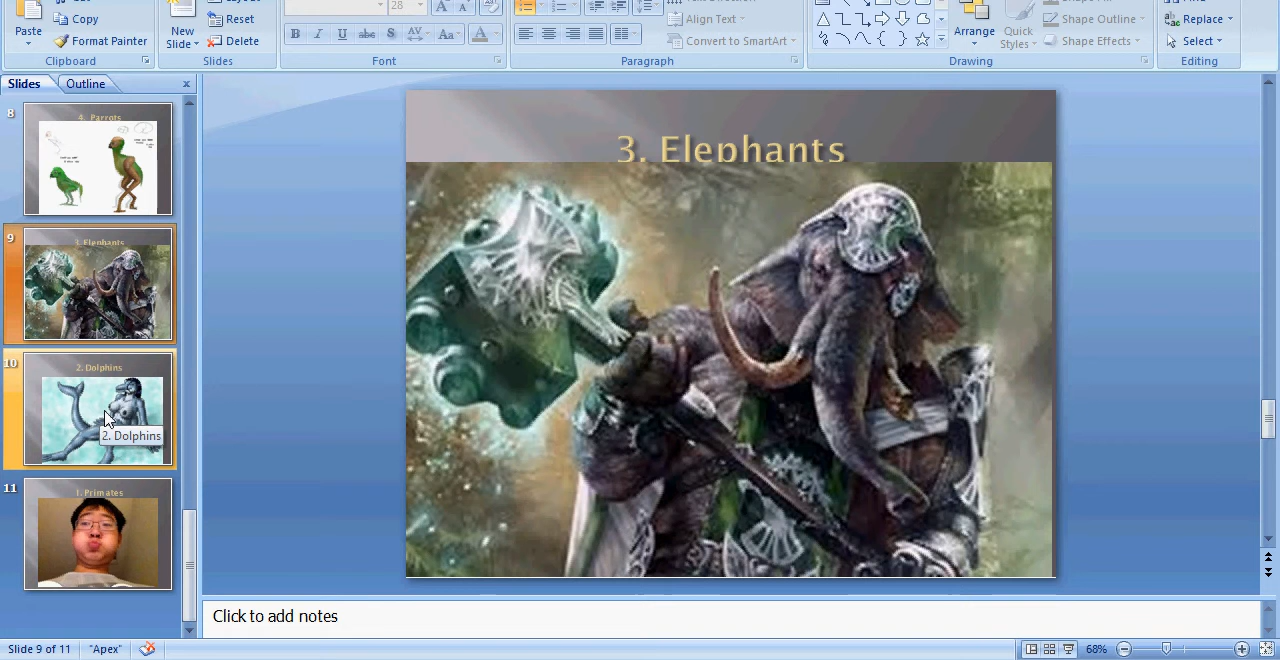 Copy
Reset
28
Align Text
Replace
Paste
Format Painter
New
Slide
Delete
B I U abc S AV Aa A
Convert to SmartArt
Arrange
Quick
Styles
Shape Outline
Shape Effects
Select
Clipboard
Slides
Font
Paragraph
Drawing
Editing
Slides
Outline
x
8
4. Parrots
9
3. Elephants
10
2. Dolphins
2. Dolphins
11
1. Primates
3. Elephants
Click to add notes
Slide 9 of 11
"Apex"
68%